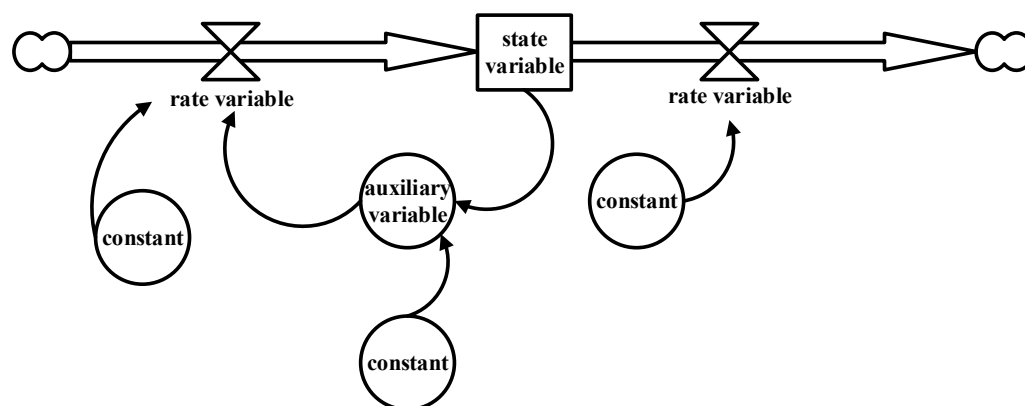 state
variable
rate variable
rate variable
auxiliary
variable
constant
constant
constant